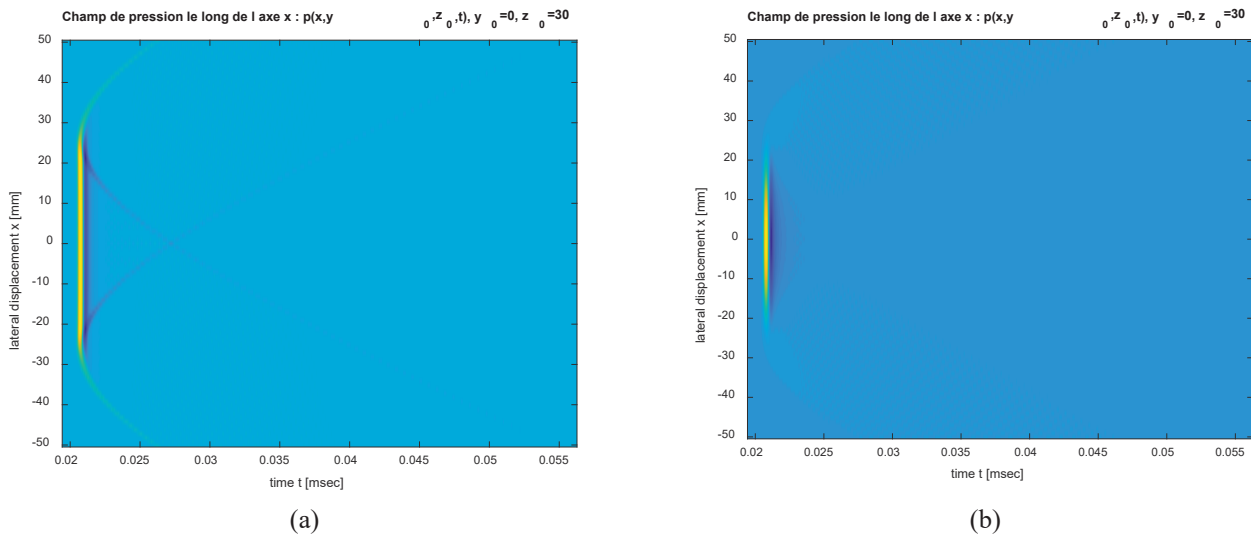 Champ de pression le long de l axe x : p(x,y 0,z 0,t), y 0=0, z 0=30
50
40
30
20
10
0
-10
-20
-30
-40
-50
lateral displacement x [mm]
0.02 0.025 0.03 0.035 0.04 0.045 0.05 0.055
time t [msec]
(a)
Champ de pression le long de l axe x : p(x,y 0,z 0,t), y 0=0, z 0=30
50
40
30
20
10
0
-10
-20
-30
-40
-50
lateral displacement x [mm]
0.02 0.025 0.03 0.035 0.04 0.045 0.05 0.055
time t [msec]
(b)